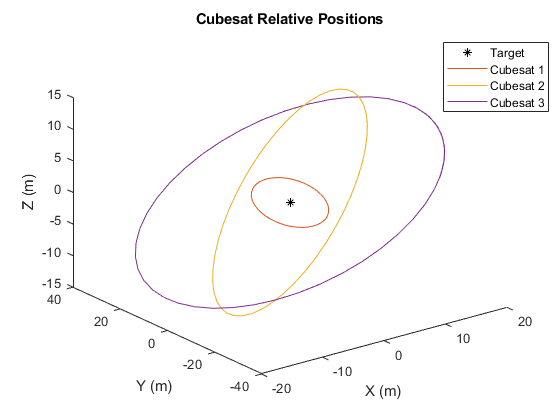 Cubesat Relative Positions
Target
Cubesat 1
Cubesat 2
Cubesat 3
15
10
5
0
-5
-10
-15
Z (m)
40
20
0
-20
-40
Y (m)
-20
-10
0
10
20
X (m)